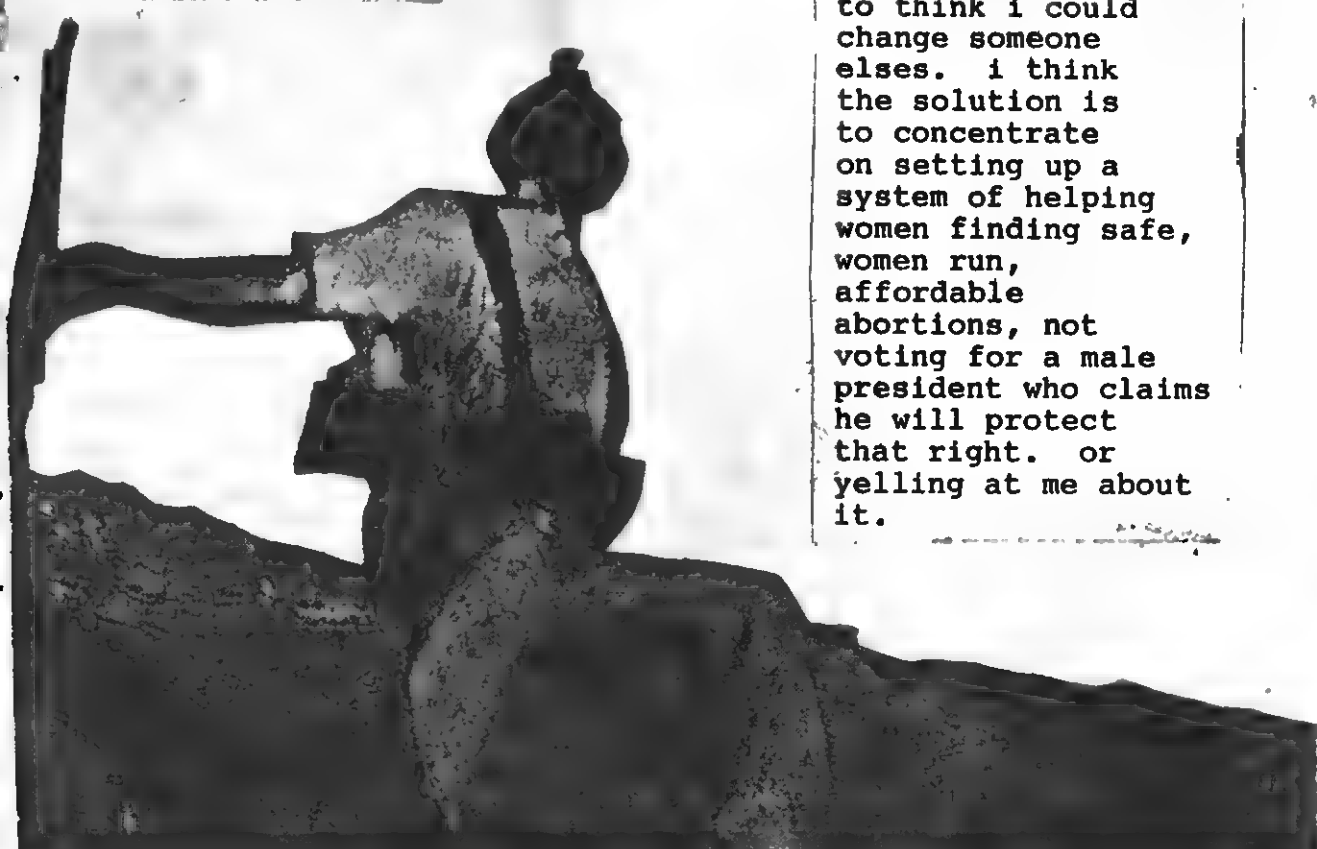 to think i could
change someone
elses.  i think
the solution is
to concentrate
on setting up a
system of helping
women finding safe,
women run,
affordable
abortions, not
voting for a male
president who claims
he will protect
that right.  or
yelling at me about
it.